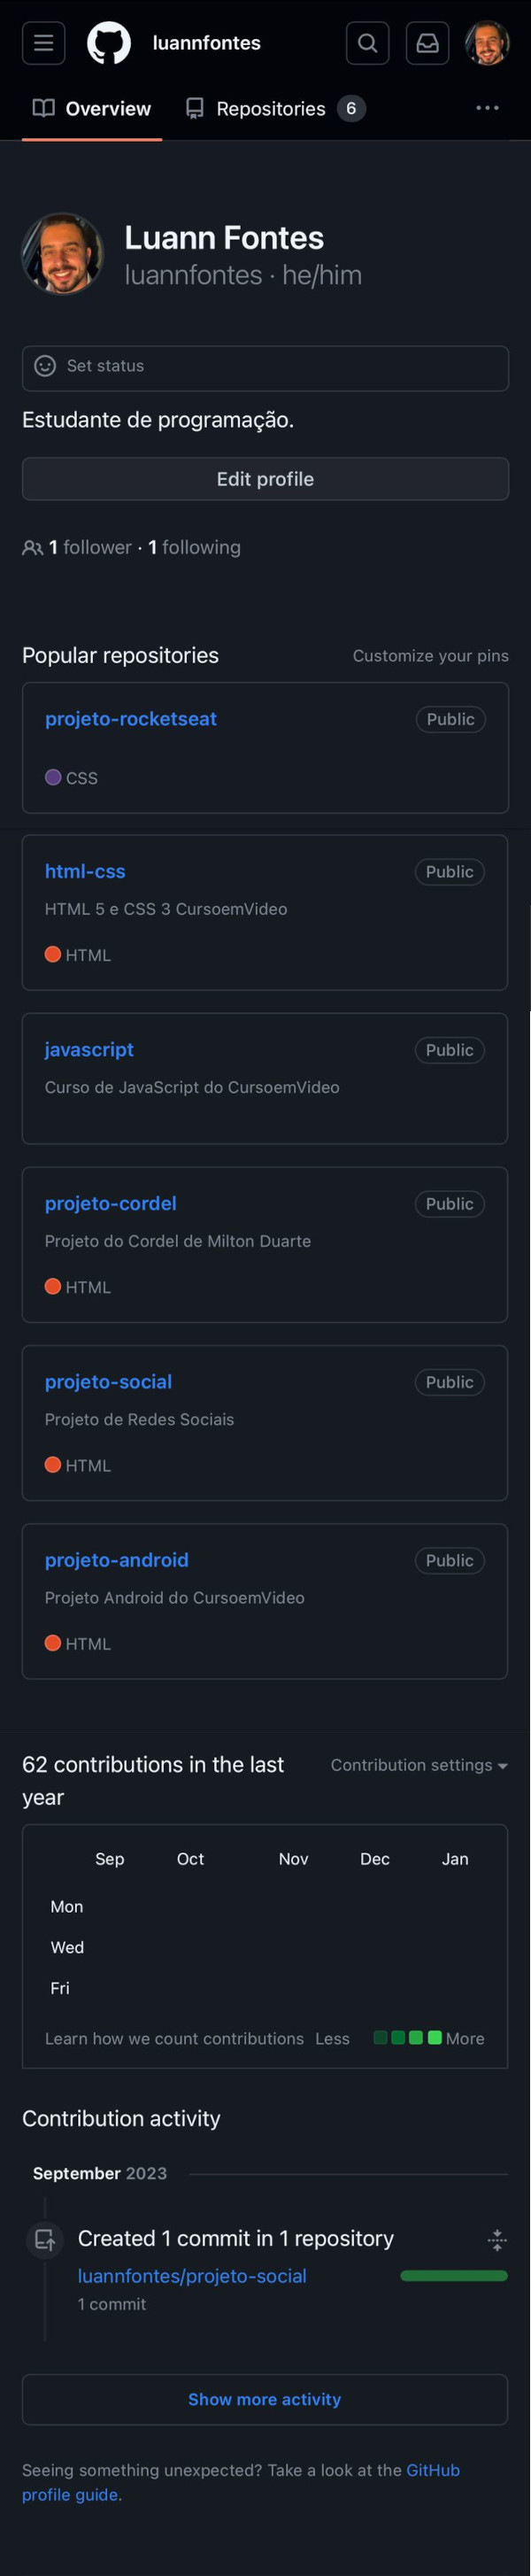 luannfontes
Overview
Repositories 6
Luann Fontes
luannfontes · he/him
Set status
Estudante de programação.
Edit profile
1 follower · 1 following
Popular repositories
Customize your pins
projeto-rocketseat
Public
CSS
html-css
Public
HTML 5 e CSS 3 CursoemVideo
HTML
javascript
Public
Curso de JavaScript do CursoemVideo
projeto-cordel
Public
Projeto do Cordel de Milton Duarte
HTML
projeto-social
Public
Projeto de Redes Sociais
HTML
projeto-android
Public
Projeto Android do CursoemVideo
HTML
62 contributions in the last
year
Contribution settings
Sep Oct Nov Dec Jan
Mon
Wed
Fri
Learn how we count contributions Less More
Contribution activity
September 2023
Created 1 commit in 1 repository
luannfontes/projeto-social
1 commit
Show more activity
Seeing something unexpected? Take a look at the GitHub
profile guide.